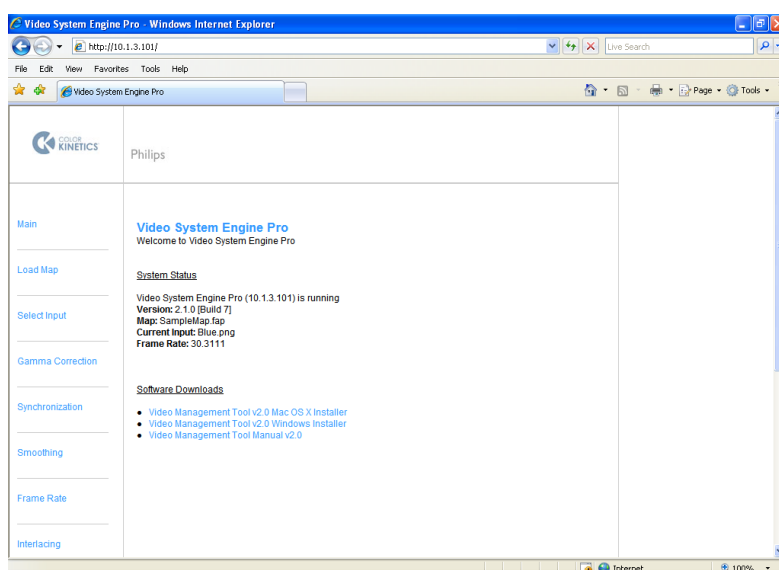 Video System Engine Pro - Windows Internet Explorer
http://10.1.3.101/
Live Search
File Edit View Favorites Tools Help
Video System Engine Pro
Page Tools
COLOR
KINETICS
Philips
Main
Load Map
Select Input
Gamma Correction
Synchronization
Smoothing
Frame Rate
Interlacing
Video System Engine Pro
Welcome to Video System Engine Pro
System Status
Video System Engine Pro (10.1.3.101) is running
Version: 2.1.0 [Build 7]
Map: SampleMap.fap
Current Input: Blue.png
Frame Rate: 30.3111
Software Downloads
Video Management Tool v2.0 Mac OS X Installer
Video Management Tool v2.0 Windows Installer
Video Management Tool Manual v2.0
Internet
100%